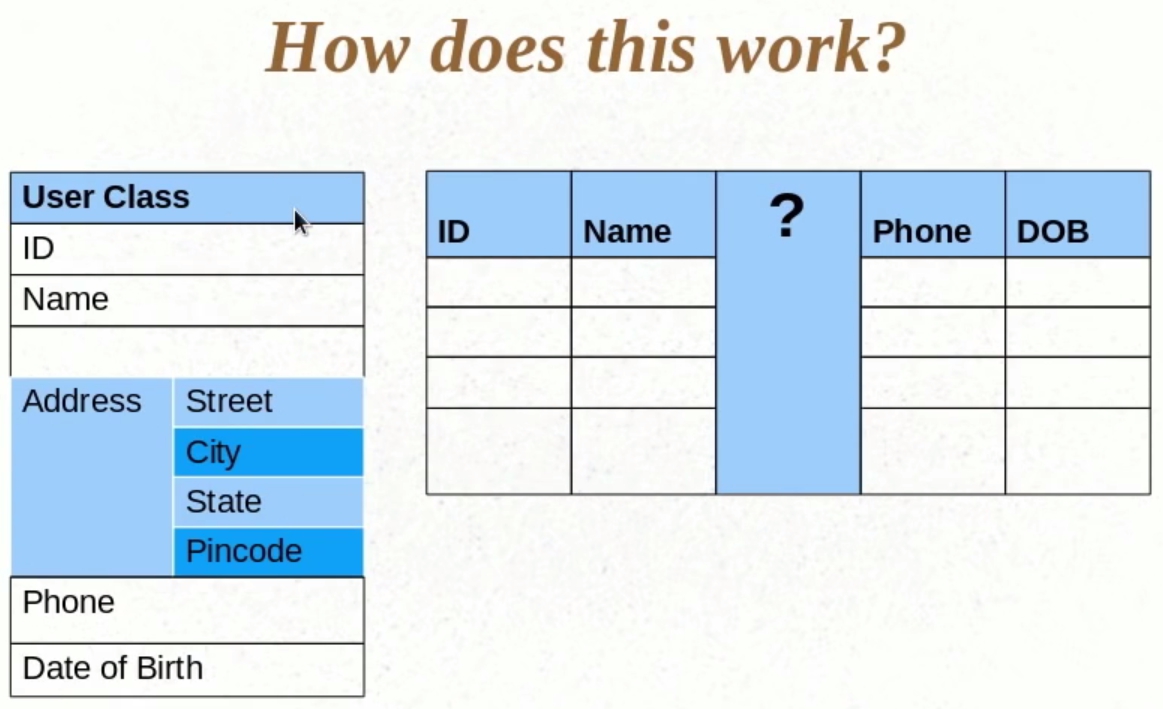 How does this work?
User Class
ID
Name
Address
Street
City
State
Pincode
Phone
Date of Birth
ID
Name
?
Phone
DOB